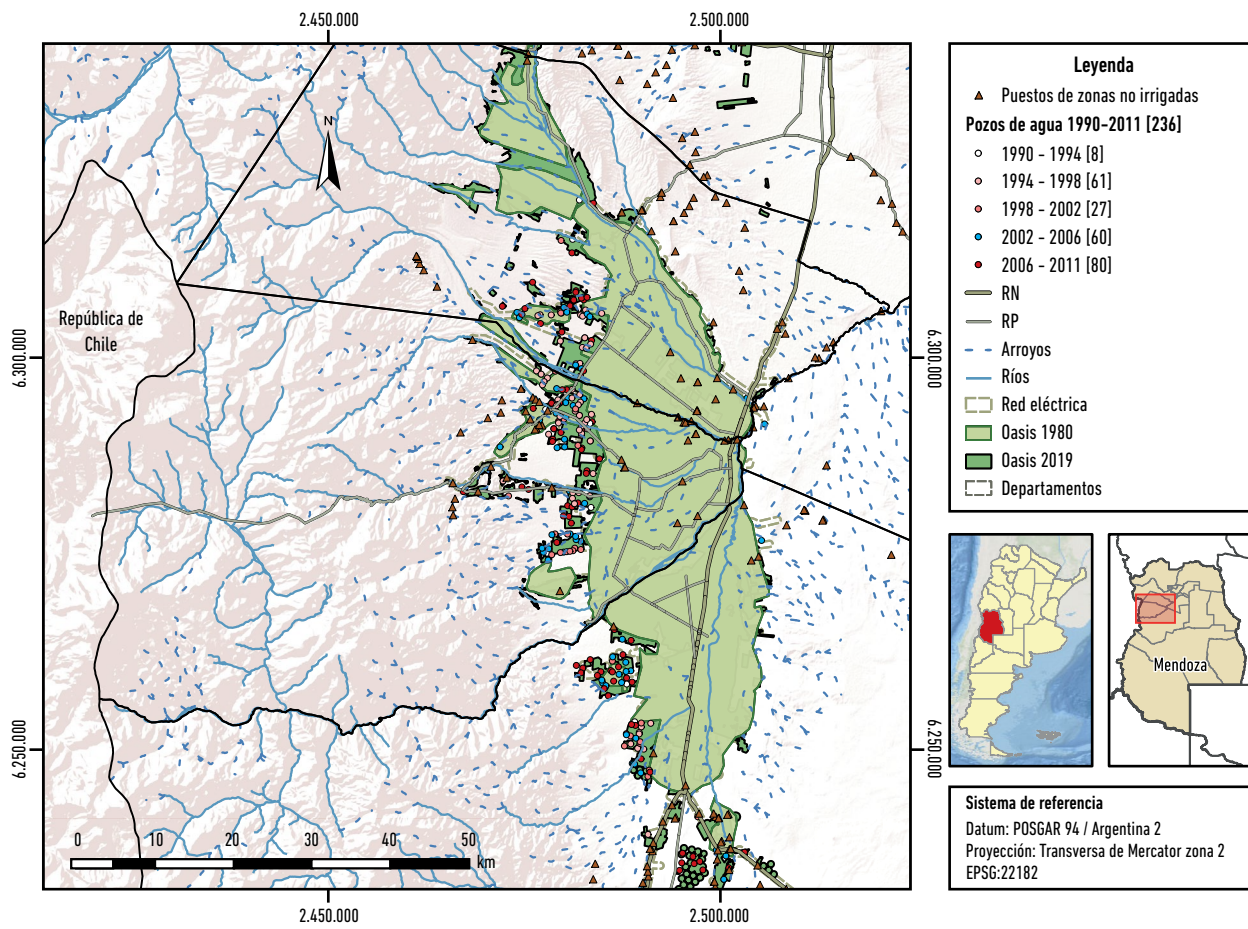 2.450.000
2.500.000
N
República de
Chile
6.300.000
6.300.000
6.250.000
6.250.000
0 10 20 30 40 50
km
2.450.000
2.500.000
Leyenda
Puestos de zonas no irrigadas
Pozos de agua 1990-2011 [236]
1990 - 1994 [8]
1994 - 1998 [61]
1998 - 2002 [27]
2002 - 2006 [60]
2006 - 2011 [80]
RN
RP
Arroyos
Ríos
Red eléctrica
Oasis 1980
Oasis 2019
Departamentos
Mendoza
Sistema de referencia
Datum: POSGAR 94 / Argentina 2
Proyección: Transversa de Mercator zona 2
EPSG:22182